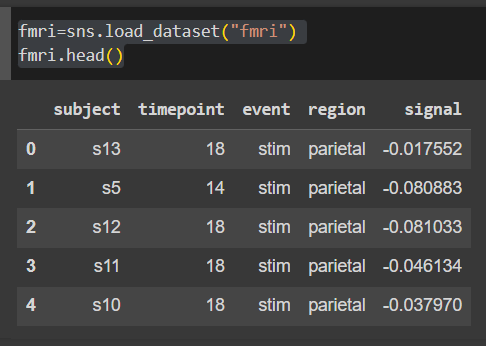 fmri=sns.load_dataset("fmri")
fmri.head()
subject timepoint event region signal
0 s13 18 stim parietal -0.017552
1 s5 14 stim parietal -0.080883
2 s12 18 stim parietal -0.081033
3 s11 18 stim parietal -0.046134
4 s10 18 stim parietal -0.037970